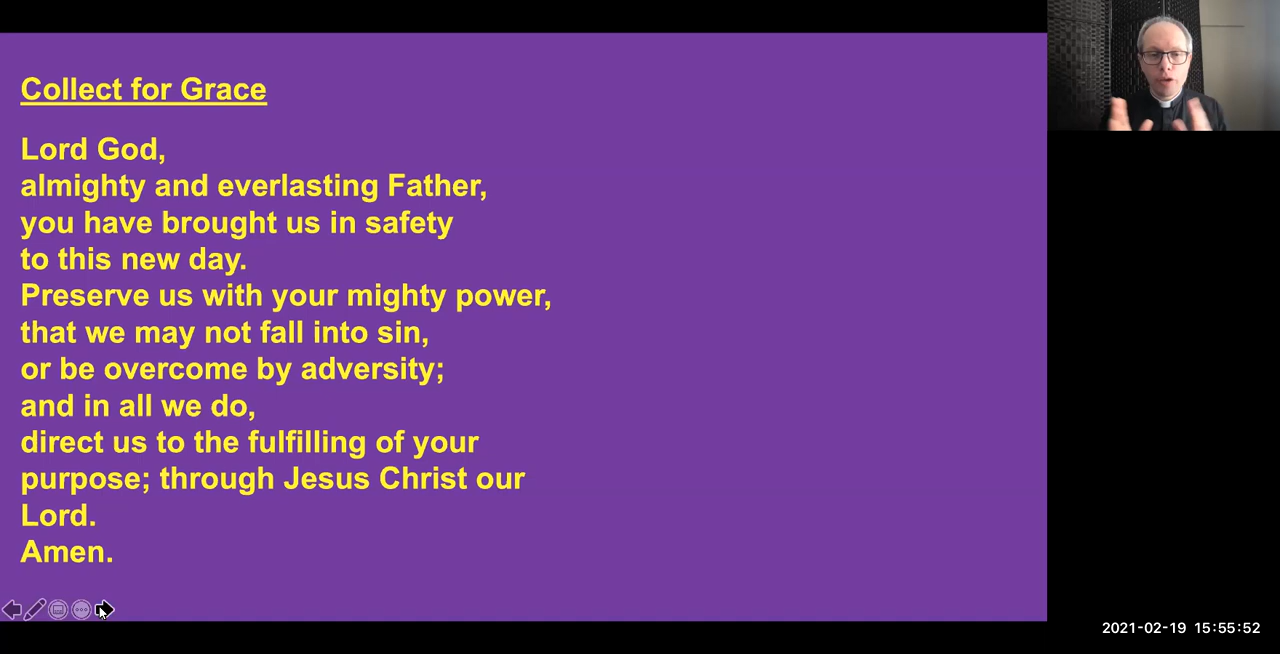 Collect for Grace
Lord God,
almighty and everlasting Father,
you have brought us in safety
to this new day.
Preserve us with your mighty power,
that we may not fall into sin,
or be overcome by adversity;
and in all we do,
direct us to the fulfilling of your
purpose; through Jesus Christ our
Lord.
Amen.
2021-02-19 15:55:52